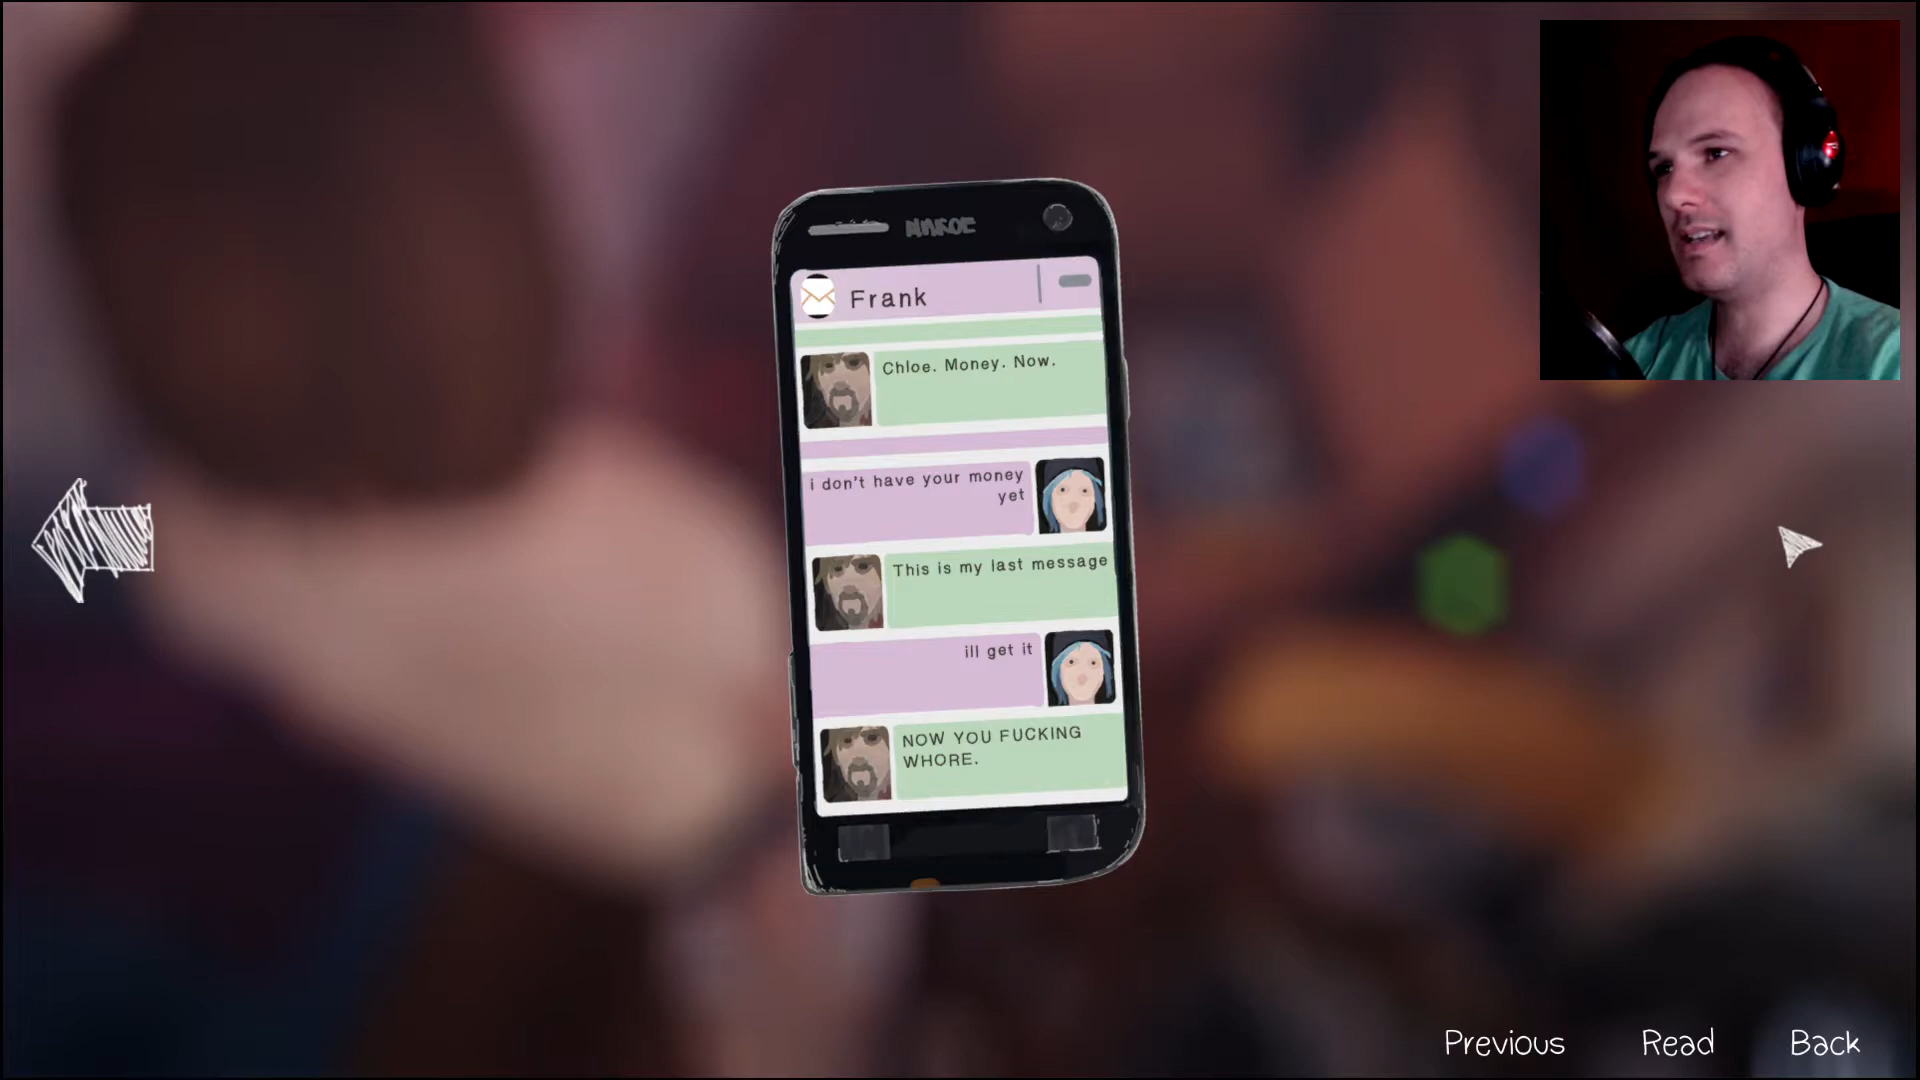 Frank
Chloe. Money. Now.
i don't have your money
yet
This is my last message
ill get it
NOW YOU FUCKING
WHORE.
Previous
Read
Back